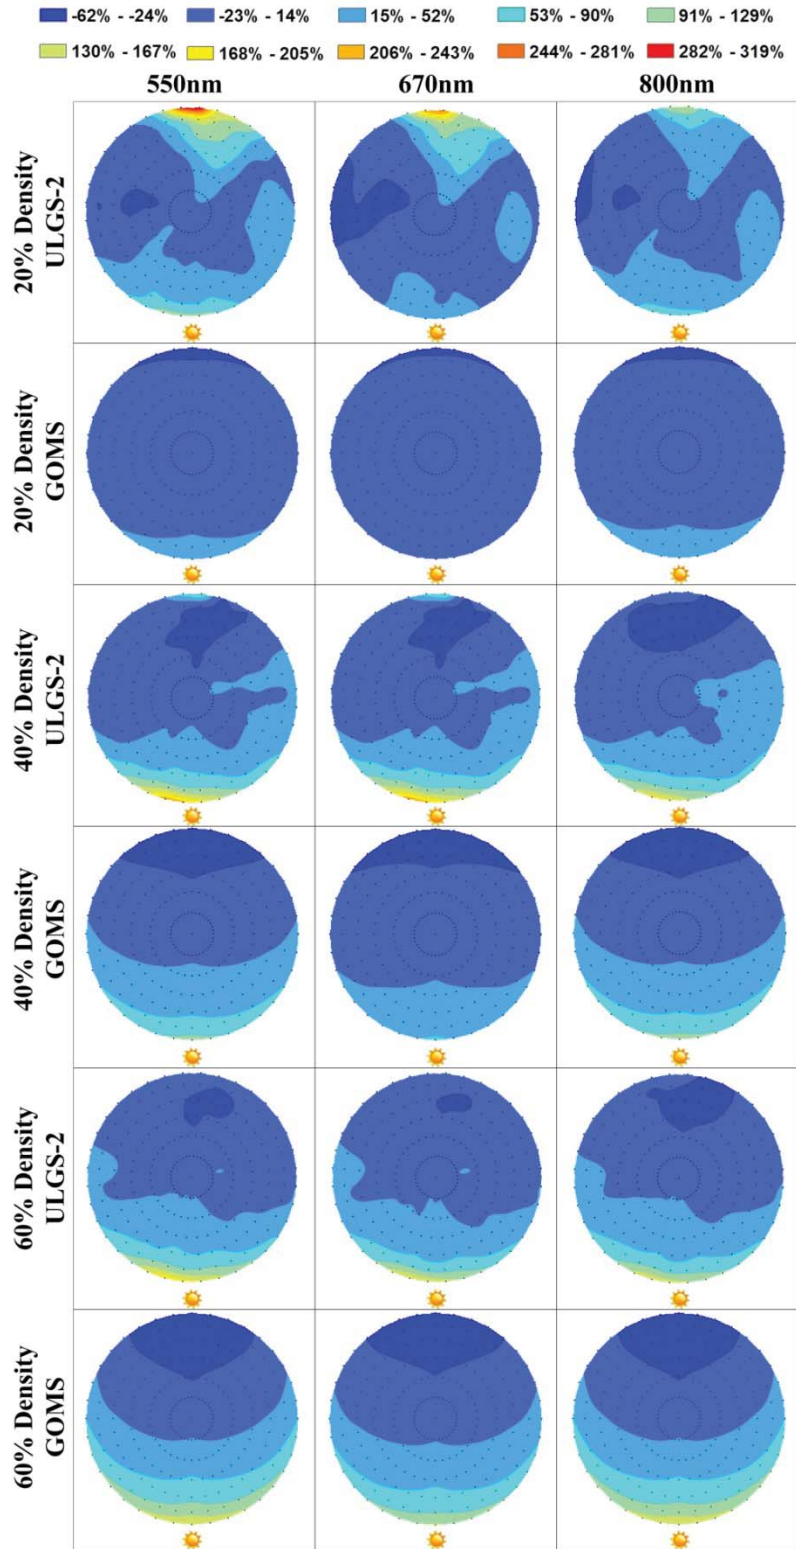 -62% - -24% -23% - 14% 15% - 52% 53% - 90% 91% - 129%
130% - 167% 168% - 205% 206% - 243% 244% - 281% 282% - 319%
550nm 670nm 800nm
20% Density
ULGS-2
20% Density
GOMS
40% Density
ULGS-2
40% Density
GOMS
60% Density
ULGS-2
60% Density
GOMS